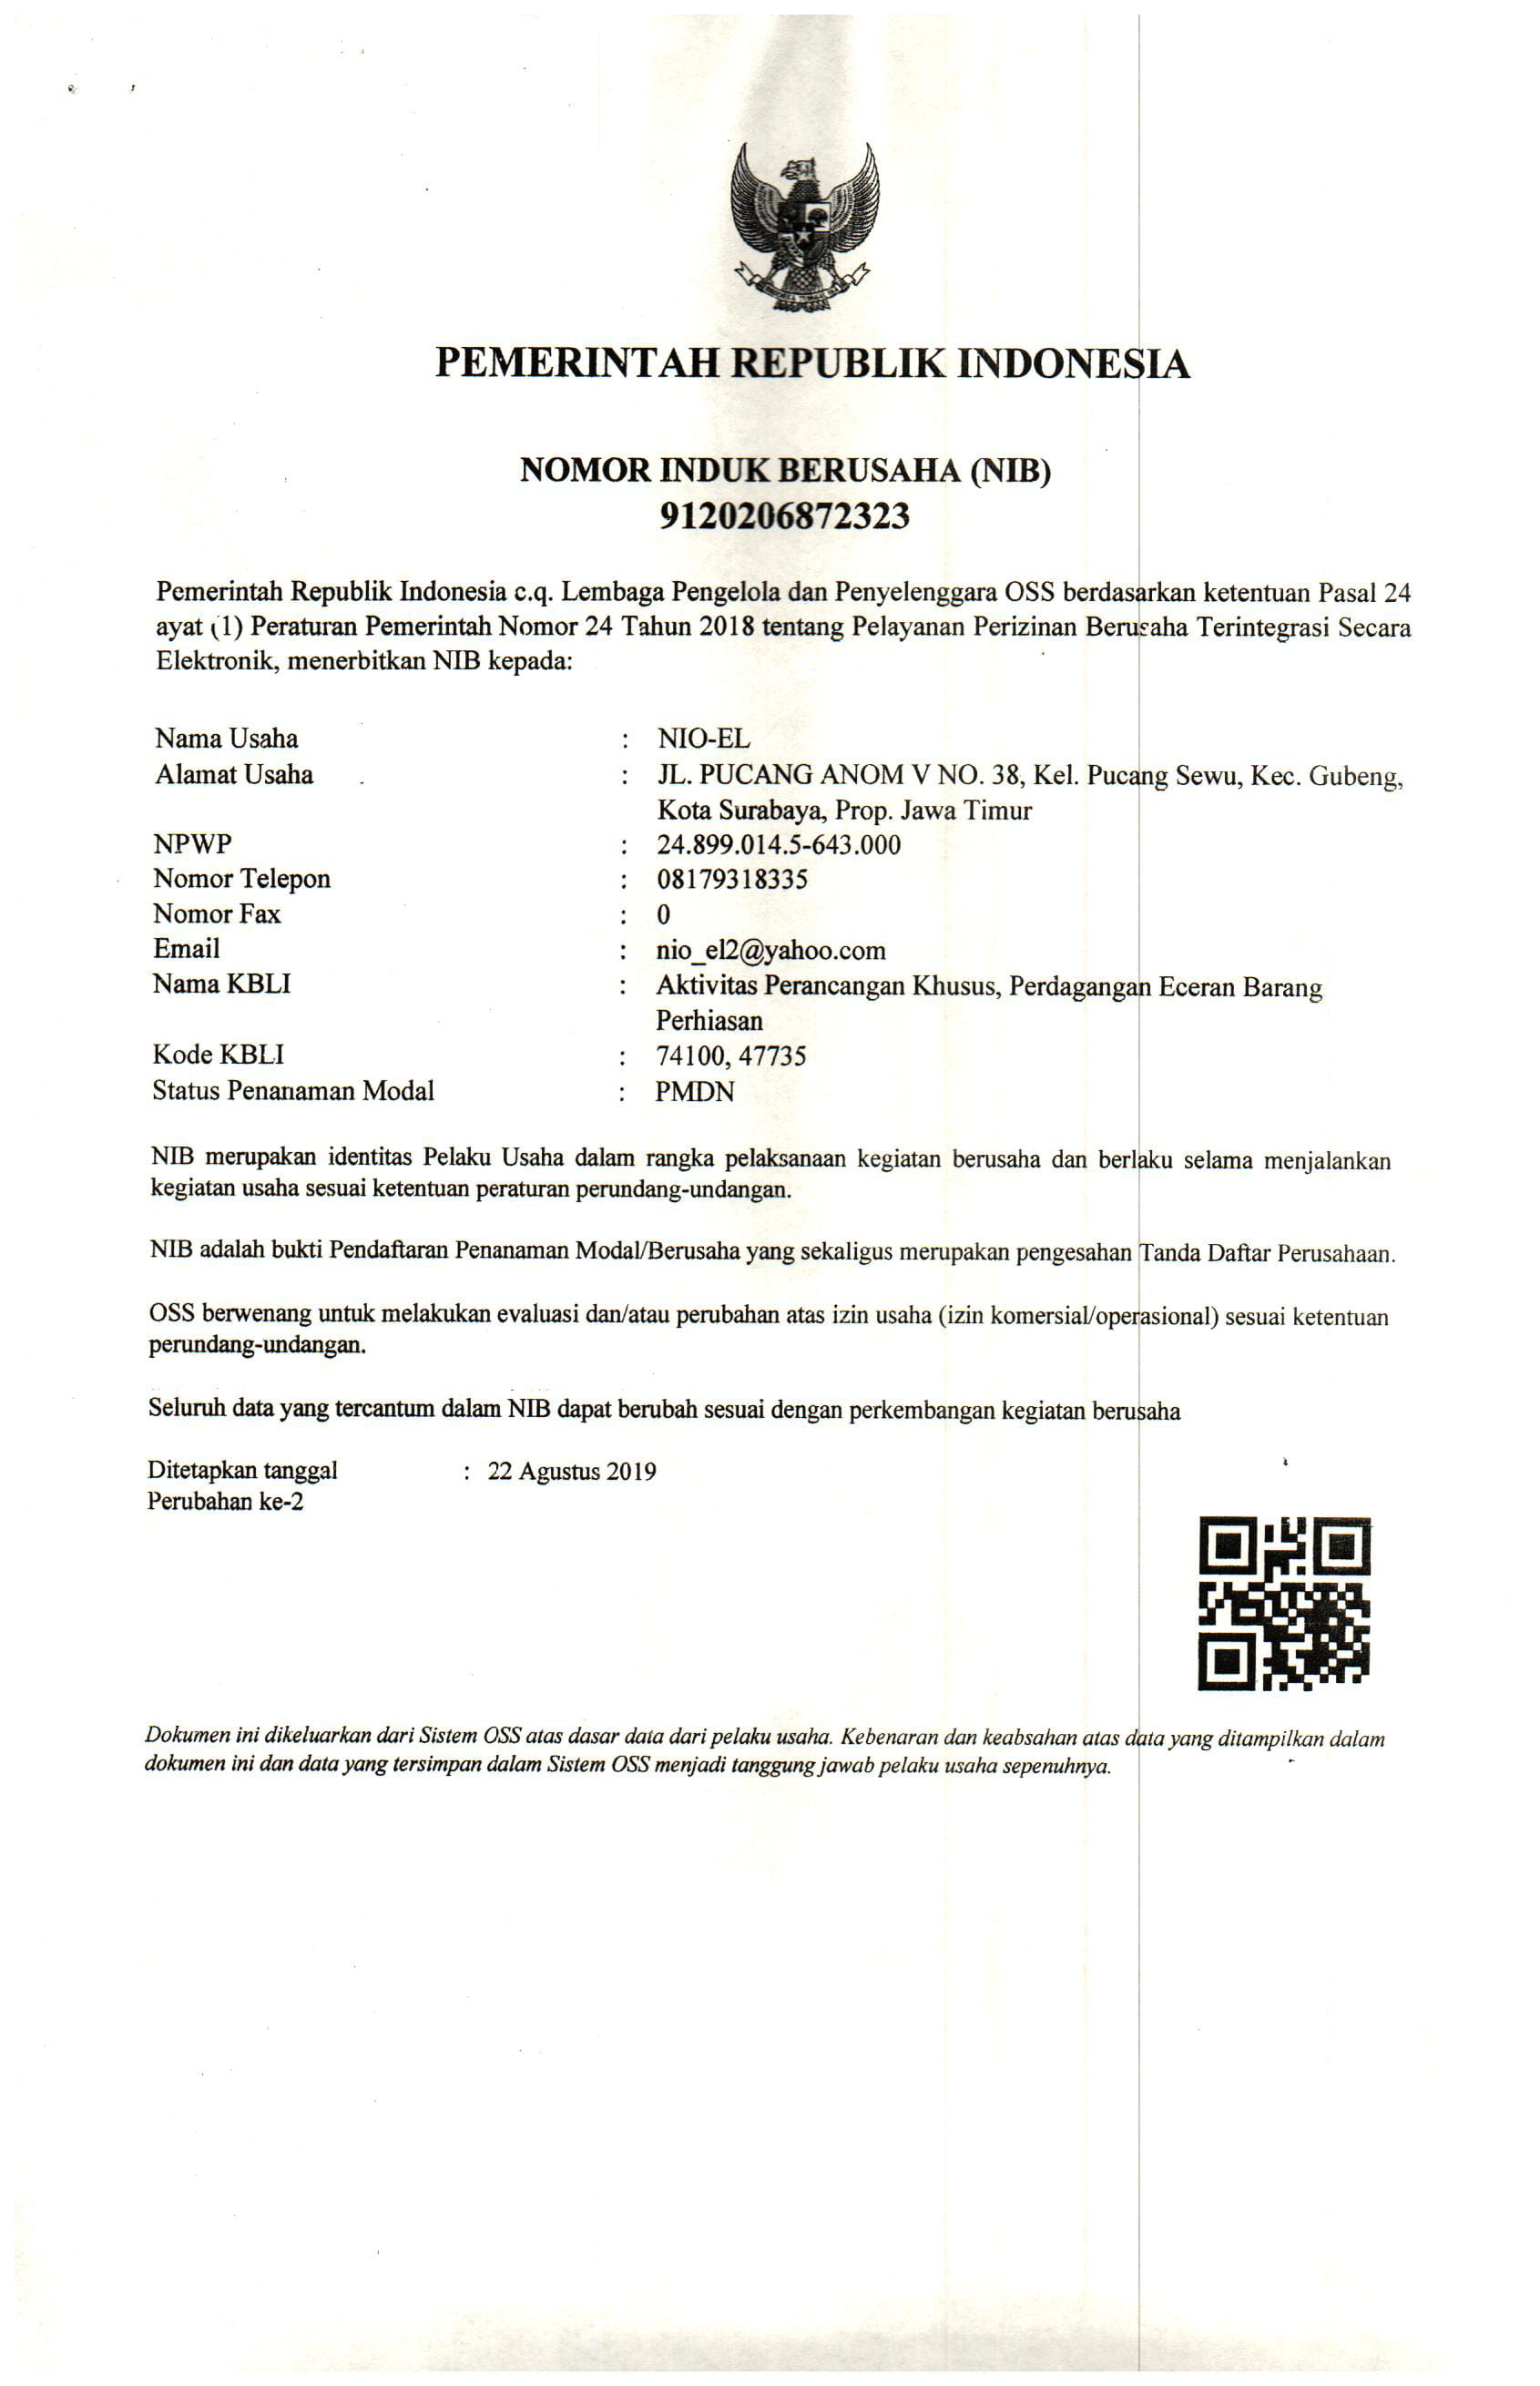 PEMERINTAH REPUBLIK INDONESIA
NOMOR INDUK BERUSAHA (NIB)
9120206872323
Pemerintah Republik Indonesia c.q. Lembaga Pengelola dan Penyelenggara OSS berdasarkan ketentuan Pasal 24
ayat (1) Peraturan Pemerintah Nomor 24 Tahun 2018 tentang Pelayanan Perizinan Berusaha Terintegrasi Secara
Elektronik, menerbitkan NIB kepada:
Nama Usaha : NIO-EL
Alamat Usaha : JL. PUCANG ANOM V NO. 38, Kel. Pucang Sewu, Kec. Gubeng,
Kota Surabaya, Prop. Jawa Timur
NPWP : 24.899.014.5-643.000
Nomor Telepon : 08179318335
Nomor Fax : 0
Email : nio_el2@yahoo.com
Nama KBLI : Aktivitas Perancangan Khusus, Perdagangan Eceran Barang
Perhiasan
Kode KBLI : 74100, 47735
Status Penanaman Modal : PMDN
NIB merupakan identitas Pelaku Usaha dalam rangka pelaksanaan kegiatan berusaha dan berlaku selama menjalankan
kegiatan usaha sesuai ketentuan peraturan perundang-undangan.
NIB adalah bukti Pendaftaran Penanaman Modal/Berusaha yang sekaligus merupakan pengesahan Tanda Daftar Perusahaan.
OSS berwenang untuk melakukan evaluasi dan/atau perubahan atas izin usaha (izin komersial/operasional) sesuai ketentuan
perundang-undangan.
Seluruh data yang tercantum dalam NIB dapat berubah sesuai dengan perkembangan kegiatan berusaha
Ditetapkan tanggal : 22 Agustus 2019
Perubahan ke-2
Dokumen ini dikeluarkan dari Sistem OSS atas dasar data dari pelaku usaha. Kebenaran dan keabsahan atas data yang ditampilkan dalam
dokumen ini dan data yang tersimpan dalam Sistem OSS menjadi tanggung jawab pelaku usaha sepenuhnya.